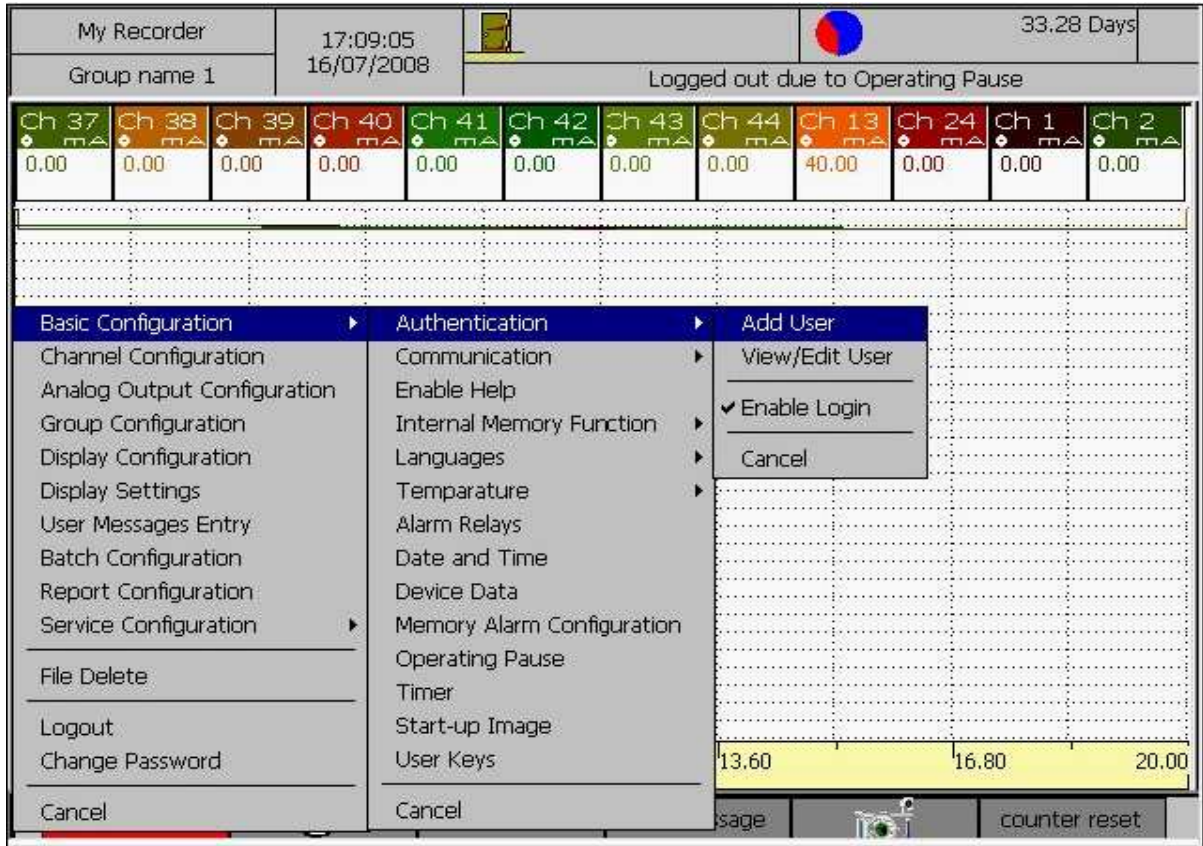 My Recorder
Group name 1
17:09:05
16/07/2008
33.28 Days
Logged out due to Operating Pause
Ch 37 Ch 38 Ch 39 Ch 40 Ch 41 Ch 42 Ch 43 Ch 44 Ch 13 Ch 24 Ch 1 Ch 2
mA mA mA mA mA mA mA mA mA mA mA mA
0.00 0.00 0.00 0.00 0.00 0.00 0.00 0.00 40.00 0.00 0.00 0.00
Basic Configuration
Channel Configuration
Analog Output Configuration
Group Configuration
Display Configuration
Display Settings
User Messages Entry
Batch Configuration
Report Configuration
Service Configuration
File Delete
Logout
Change Password
Cancel
Authentication
Communication
Enable Help
Internal Memory Function
Languages
Temparature
Alarm Relays
Date and Time
Device Data
Memory Alarm Configuration
Operating Pause
Timer
Start-up Image
User Keys
Cancel
Add User
View/Edit User
Enable Login
Cancel
13.60 16.80 20.00
ssage
counter reset